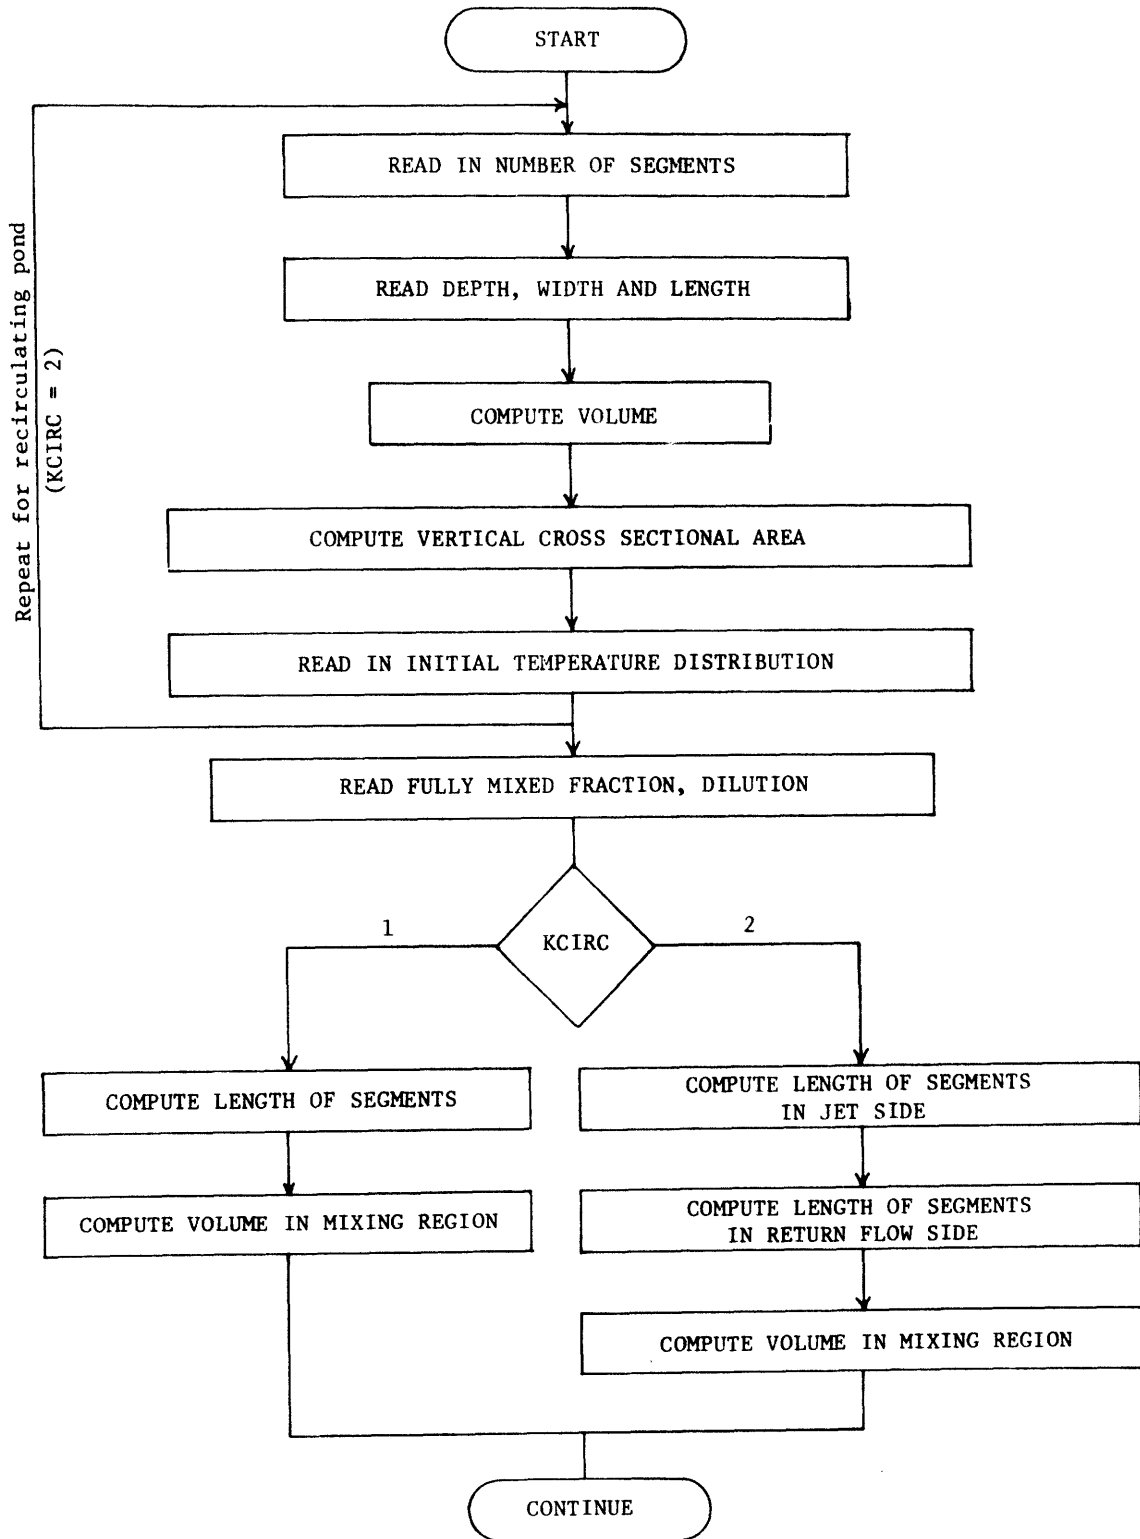 START
READ IN NUMBER OF SEGMENTS
READ DEPTH, WIDTH AND LENGTH
Repeat for recirculating pond
(KCIRC = 2)
COMPUTE VOLUME
COMPUTE VERTICAL CROSS SECTIONAL AREA
READ IN INITIAL TEMPERATURE DISTRIBUTION
READ FULLY MIXED FRACTION, DILUTION
1
KCIRC
2
COMPUTE LENGTH OF SEGMENTS
COMPUTE VOLUME IN MIXING REGION
COMPUTE LENGTH OF SEGMENTS
IN JET SIDE
COMPUTE LENGTH OF SEGMENTS
IN RETURN FLOW SIDE
COMPUTE VOLUME IN MIXING REGION
CONTINUE